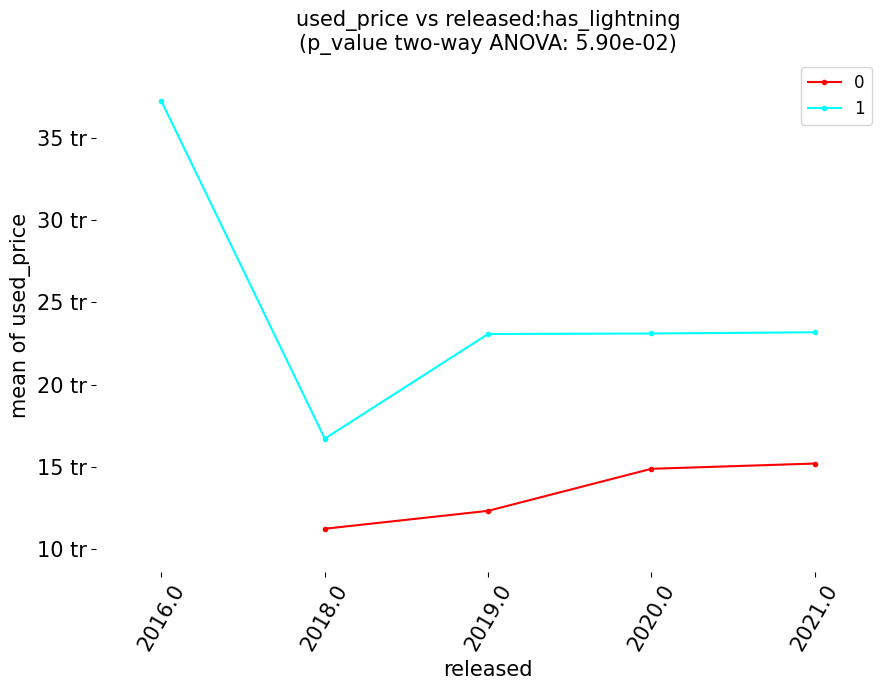 used_price vs released:has_lightning
(p_value two-way ANOVA: 5.90e-02)
0
1
35 tr
30 tr
25 tr
20 tr
15 tr
10 tr
mean of used_price
2016.0
2018.0
2019.0
2020.0
2021.0
released